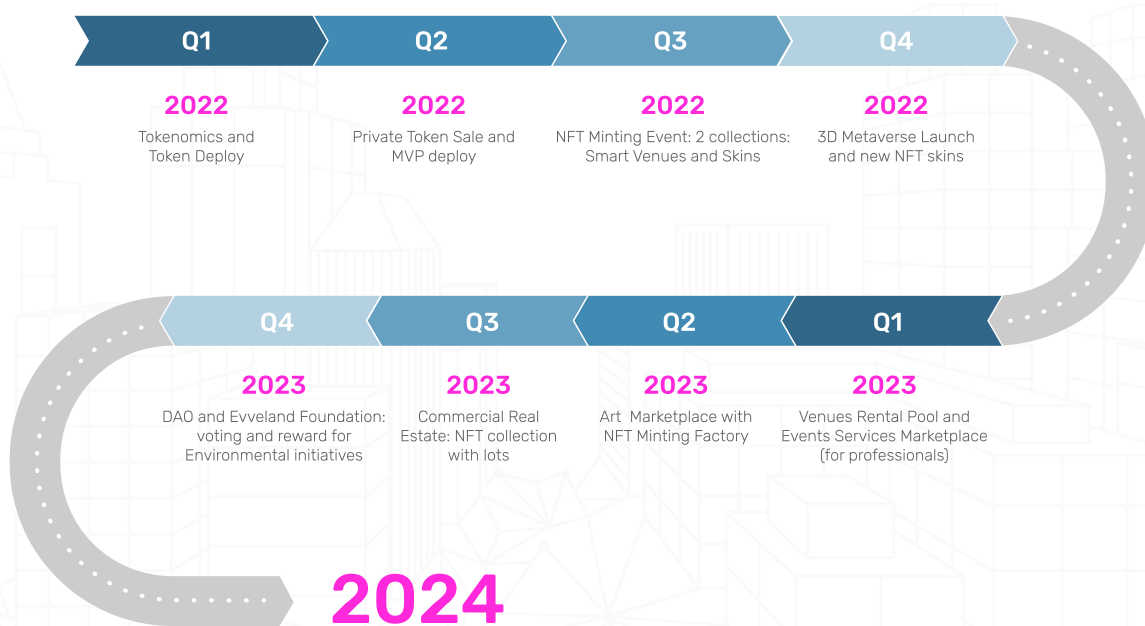 Q1
Q2
Q3
Q4
2022
2022
2022
2022
Tokenomics and
Token Deploy
Private Token Sale and
MVP deploy
NFT Minting Event: 2 collections:
Smart Venues and Skins
3D Metaverse Launch
and new NFT skins
Q4
Q3
Q2
Q1
2023
2023
2023
2023
DAO and Evveland Foundation:
voting and reward for
Environmental initiatives
Commercial Real
Estate: NFT collection
with lots
Art  Marketplace with
NFT Minting Factory
Venues Rental Pool and
Events Services Marketplace
(for professionals)
2024